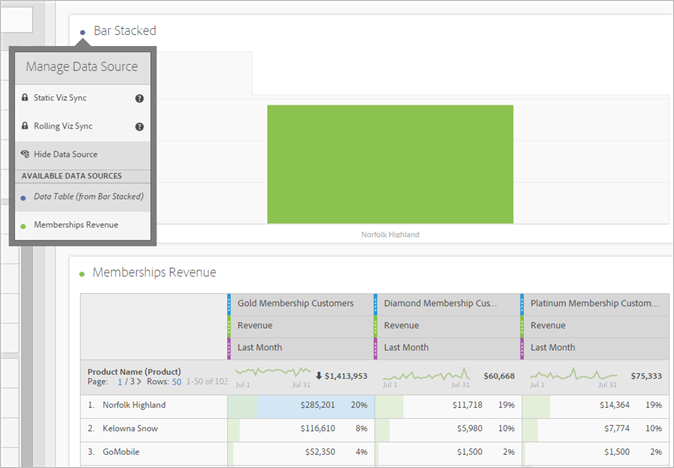 Bar Stacked
Manage Data Source
Static Viz Sync ?
Rolling Viz Sync ?
Hide Data Source
AVAILABLE DATA SOURCES
Data Table (from Bar Stacked)
Memberships Revenue
Norfolk Highland
Memberships Revenue
Gold Membership Customers Diamond Membership Cus... Platinum Membership Custom...
Revenue Revenue Revenue
Last Month Last Month Last Month
Product Name (Product)
Page: 1 / 3 > Rows: 50 1-50 of 103
Jul 1 Jul 31 $1,413,953 Jul 1 Jul 31 $60,668 Jul 1 Jul 31 $75,333
1. Norfolk Highland $285,201 20% $11,718 19% $14,364 19%
2. Kelowna Snow $116,610 8% $5,980 10% $7,774 10%
3. GoMobile $52,350 4% $1,500 2% $1,500 2%